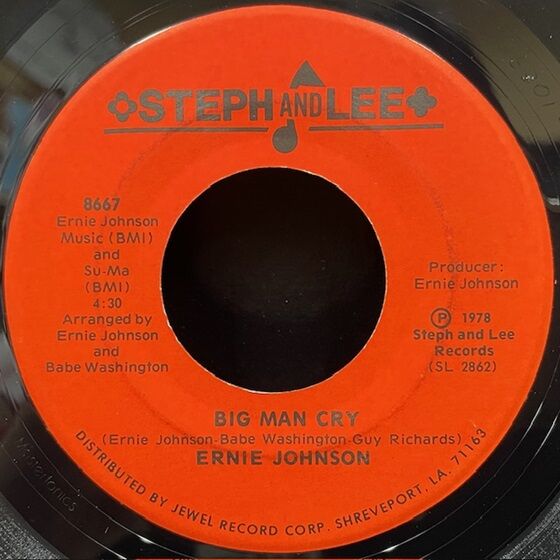 STEPH AND LEE
8667
Ernie Johnson
Music (BMI)
and
Su-Ma
(BMI)
4:30
Arranged by
Ernie Johnson
and
Babe Washington
Producer:
Ernie Johnson
Ⓟ 1978
Steph and Lee
Records
(SL 2862)
BIG MAN CRY
(Ernie Johnson-Babe Washington-Guy Richards)
ERNIE JOHNSON
DISTRIBUTED BY JEWEL RECORD CORP. SHREVEPORT, LA. 71163
Masterfonics